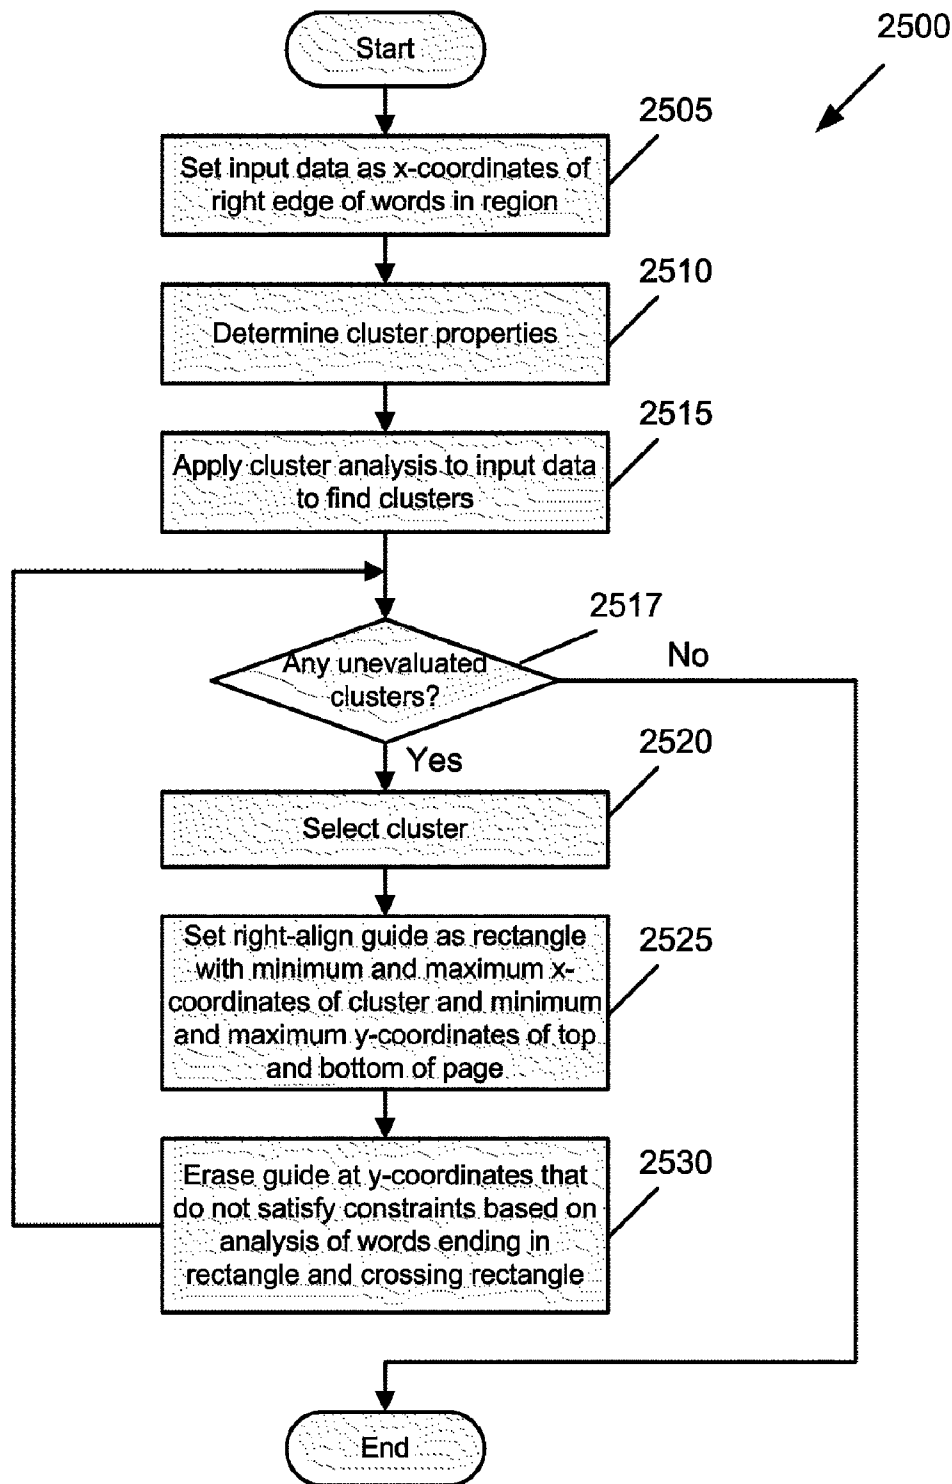 2500
Start
2505
Set input data as x-coordinates of
right edge of words in region
2510
Determine cluster properties
2515
Apply cluster analysis to input data
to find clusters
2517
Any unevaluated
clusters?
No
Yes
2520
Select cluster
2525
Set right-align guide as rectangle
with minimum and maximum x-
coordinates of cluster and minimum
and maximum y-coordinates of top
and bottom of page
2530
Erase guide at y-coordinates that
do not satisfy constraints based on
analysis of words ending in
rectangle and crossing rectangle
End